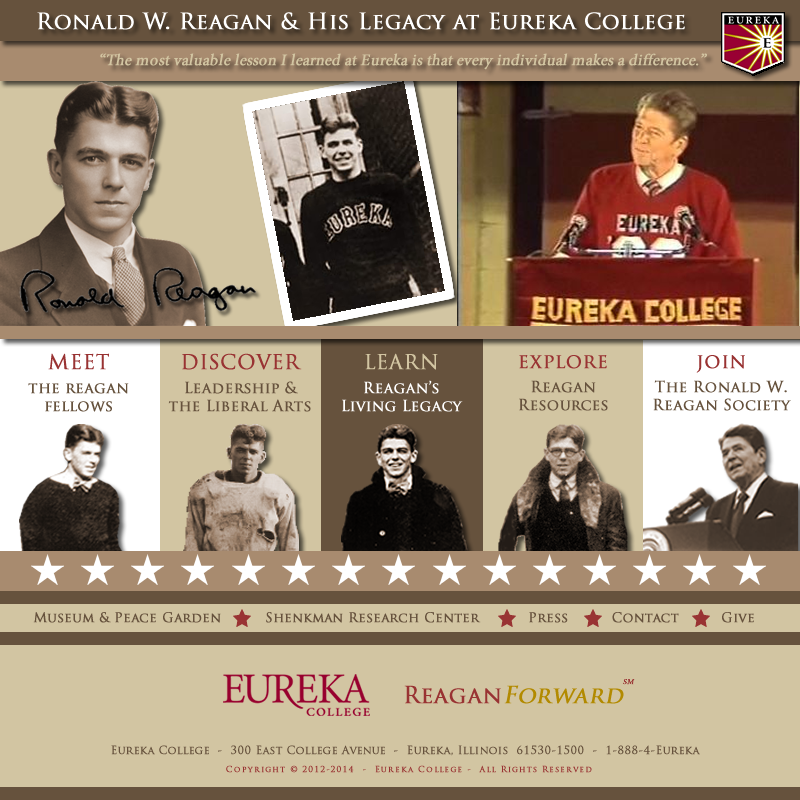 Ronald W. Reagan & His Legacy at Eureka College
EUREKA
E
"The most valuable lesson I learned at Eureka is that every individual makes a difference."
Ronald Reagan
EUREKA
EUREKA
EUREKA COLLEGE
MEET
THE REAGAN
FELLOWS
DISCOVER
Leadership &
the Liberal Arts
LEARN
Reagan's
Living Legacy
EXPLORE
Reagan
Resources
JOIN
The Ronald W.
Reagan Society
Museum & Peace Garden ★ Shenkman Research Center ★ Press ★ Contact ★ Give
EUREKA
COLLEGE
ReaganForward℠
Eureka College - 300 East College Avenue - Eureka, Illinois 61530-1500 - 1-888-4-Eureka
Copyright © 2012-2014 - Eureka College - All Rights Reserved